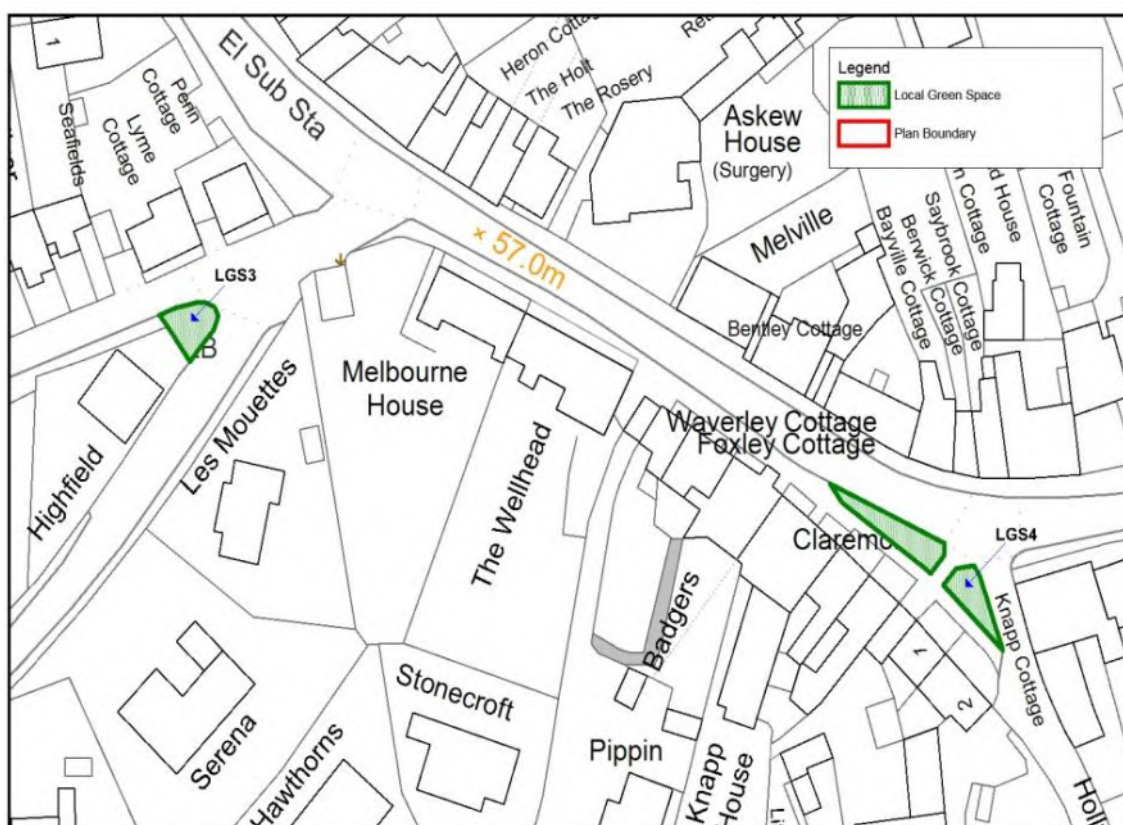 1
Penn
Cottage
Lyme
Cottage
Seafields
El Sub Sta
Heron Cottage
The Holt
The Rosery
Askew
House
(Surgery)
Legend
Local Green Space
Plan Boundary
Fountain
Cottage
Saybrook Cottage
Berwick Cottage
Bayville Cottage
Melville
Bentley Cottage
× 57.0m
LGS3
Highfield
Les Mouettes
Melbourne
House
The Wellhead
Waverley Cottage
Foxley Cottage
Claremo
LGS4
Knapp Cottage
1
2
Badgers
Serena
Hawthorns
Stonecroft
Pippin
Knapp
House
Holl